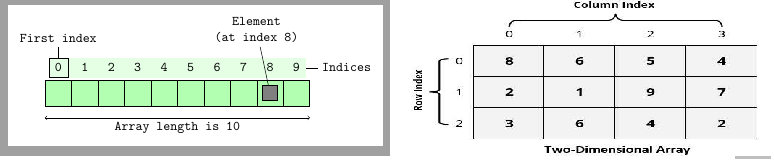 Element
(at index 8)
First index
0 1 2 3 4 5 6 7 8 9
Indices
Array length is 10
Column Index
0 1 2 3
Row Index
0 8 6 5 4
1 2 1 9 7
2 3 6 4 2
Two-Dimensional Array